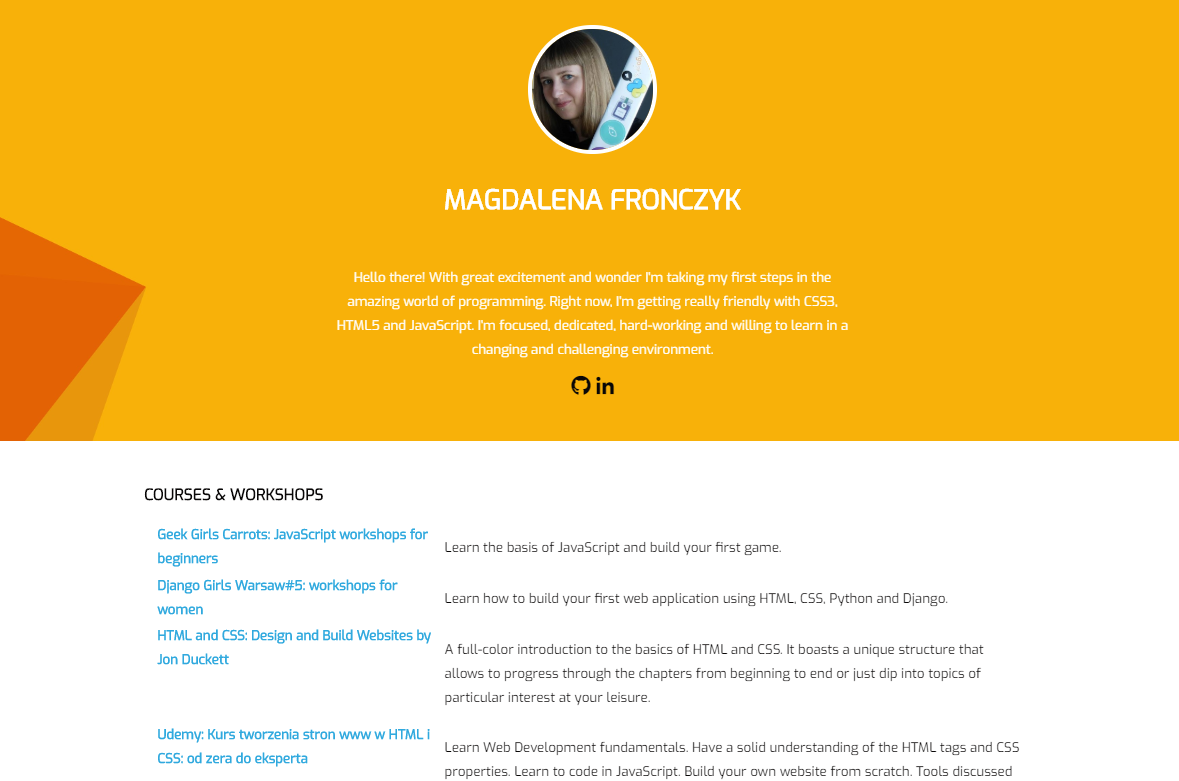 MAGDALENA FRONCZYK
Hello there! With great excitement and wonder I'm taking my first steps in the
amazing world of programming. Right now, I'm getting really friendly with CSS3,
HTML5 and JavaScript. I'm focused, dedicated, hard-working and willing to learn in a
changing and challenging environment.
in
COURSES & WORKSHOPS
Geek Girls Carrots: JavaScript workshops for
beginners
Learn the basis of JavaScript and build your first game.
Django Girls Warsaw#5: workshops for
women
Learn how to build your first web application using HTML, CSS, Python and Django.
HTML and CSS: Design and Build Websites by
Jon Duckett
A full-color introduction to the basics of HTML and CSS. It boasts a unique structure that
allows to progress through the chapters from beginning to end or just dip into topics of
particular interest at your leisure.
Udemy: Kurs tworzenia stron www w HTML i
CSS: od zera do eksperta
Learn Web Development fundamentals. Have a solid understanding of the HTML tags and CSS
properties. Learn to code in JavaScript. Build your own website from scratch. Tools discussed